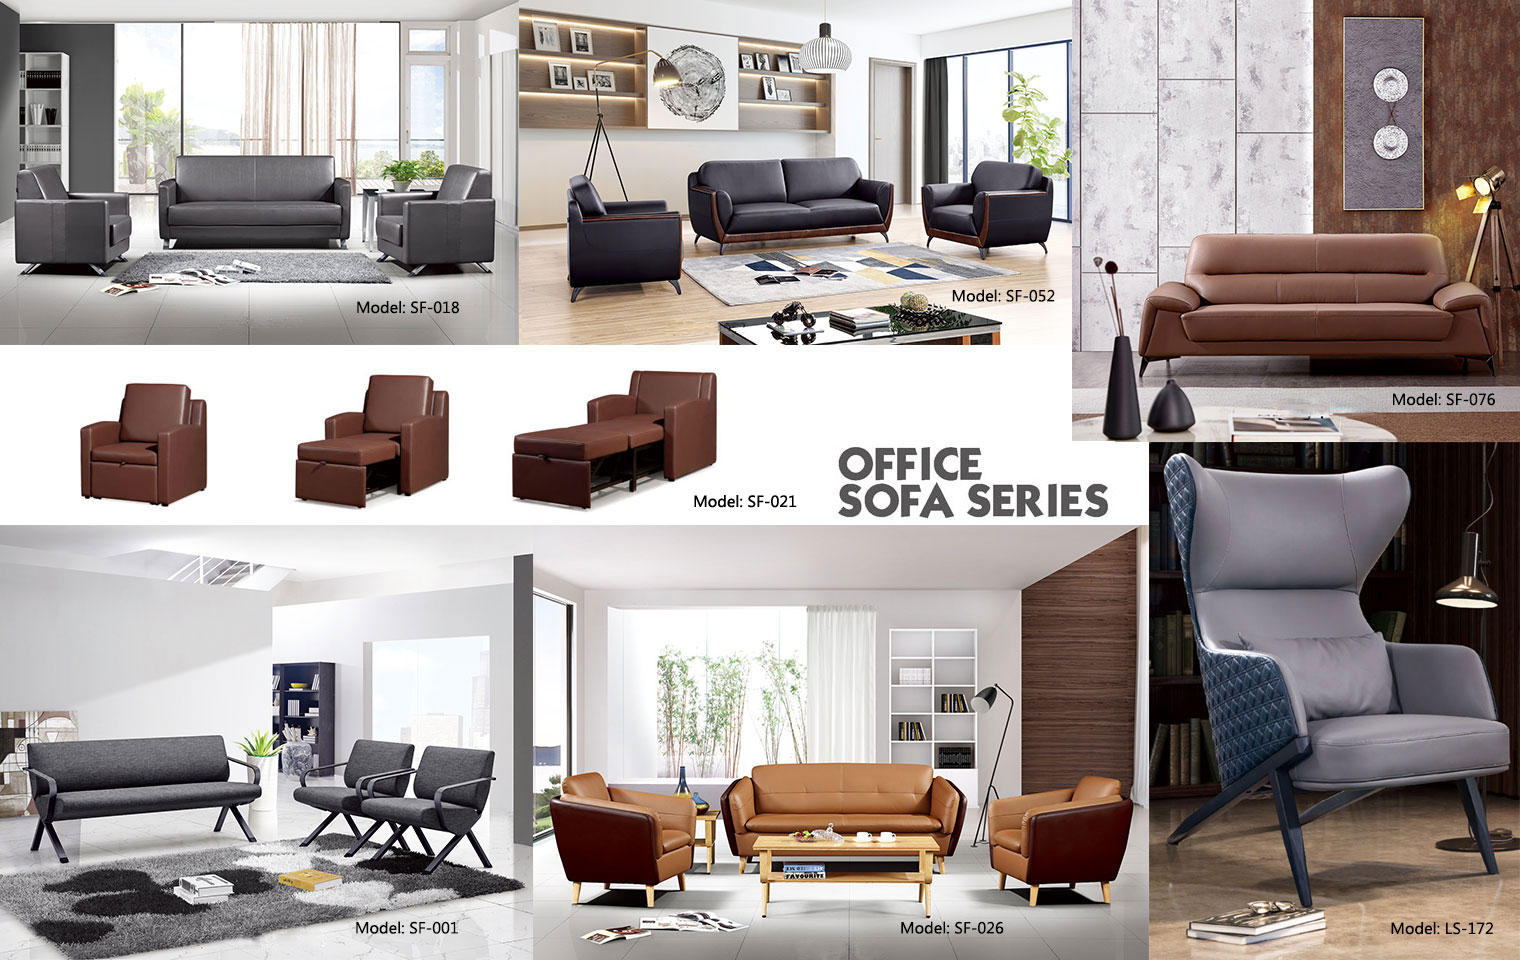 Model: SF-018
Model: SF-052
Model: SF-076
Model: SF-021
OFFICE
SOFA SERIES
FAVOURITE
Model: SF-001
Model: SF-026
Model: LS-172